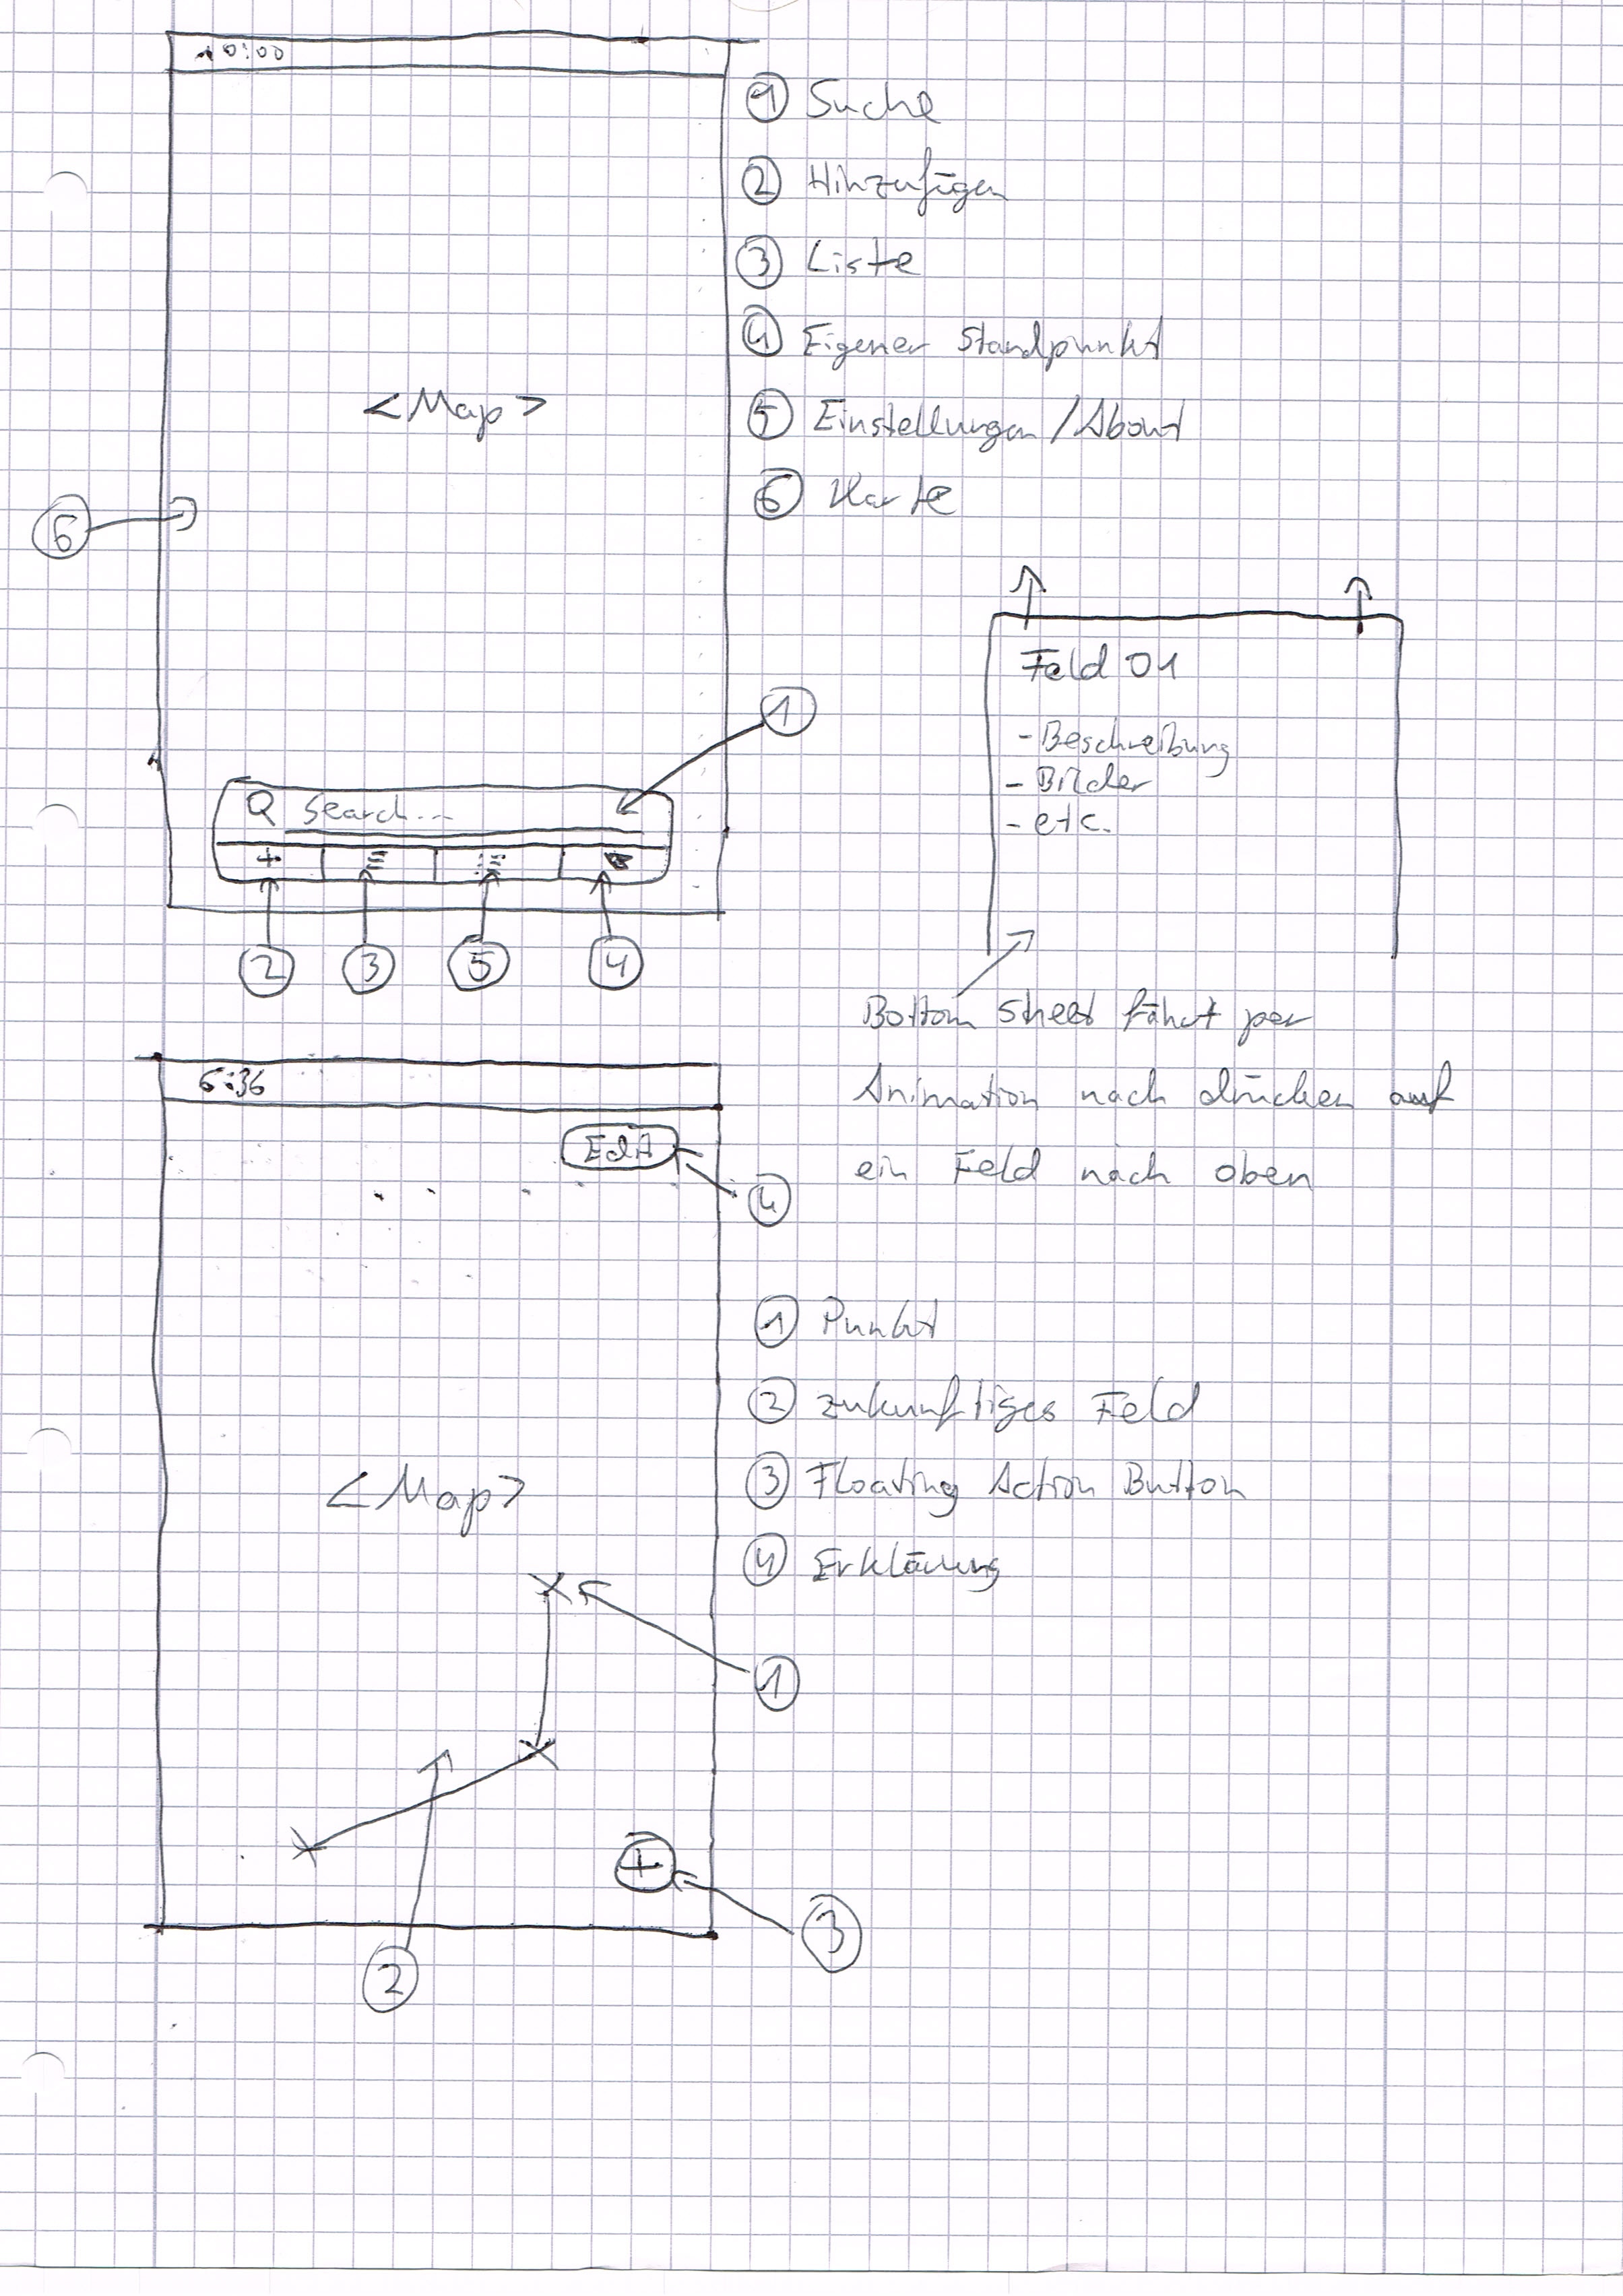 10:00
① Suche
② Hinzufügen
③ Liste
④ Eigener Standpunkt
⑤ Einstellungen / About
⑥ Karte
<Map>
⑥
①
Search...
+
② ③ ⑤ ④
Feld 01
- Beschreibung
- Bilder
- etc.
Bottom Sheet fährt per
Animation nach drücken auf
ein Feld nach oben
6:36
Edit
④
<Map>
① Punkt
② zukünftiges Feld
③ Floating Action Button
④ Erklärung
①
+
③
②